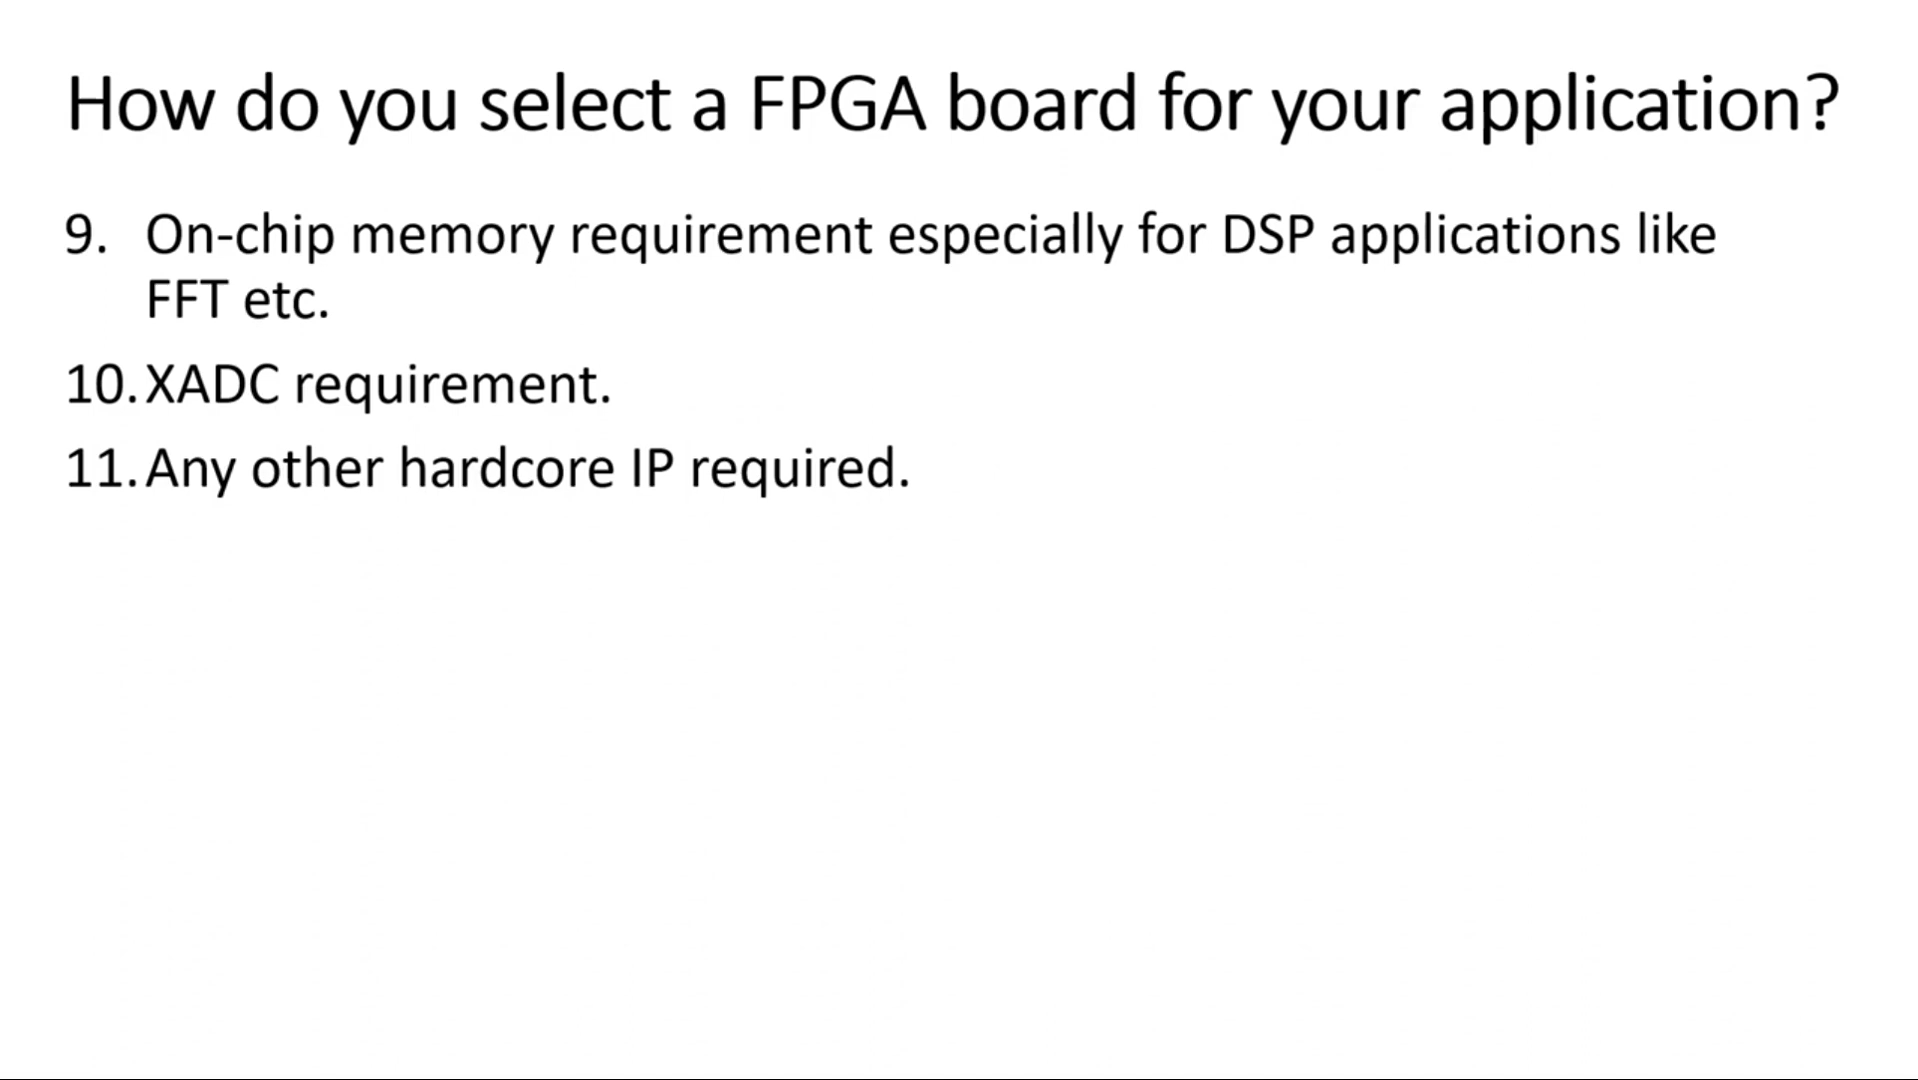 How do you select a FPGA board for your application?
9. On-chip memory requirement especially for DSP applications like
FFT etc.
10. XADC requirement.
11. Any other hardcore IP required.